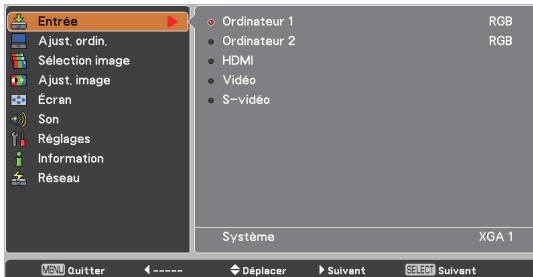 Entrée
Ajust. ordin.
Sélection image
Ajust. image
Écran
Son
Réglages
Information
Réseau
Ordinateur 1 RGB
Ordinateur 2 RGB
HDMI
Vidéo
S-vidéo
Système XGA 1
MENU Quitter ◀ ----- Déplacer Suivant SELECT Suivant